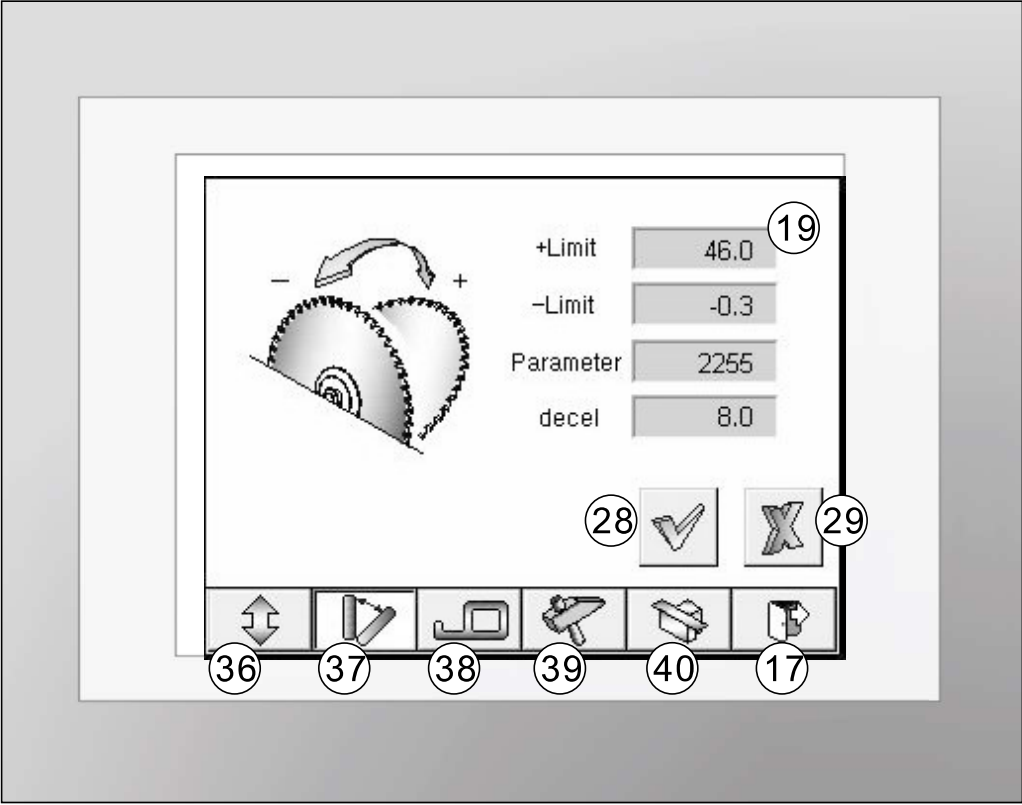 19
+Limit 46.0
− +
−Limit -0.3
Parameter 2255
decel 8.0
28 29
36 37 38 39 40 17